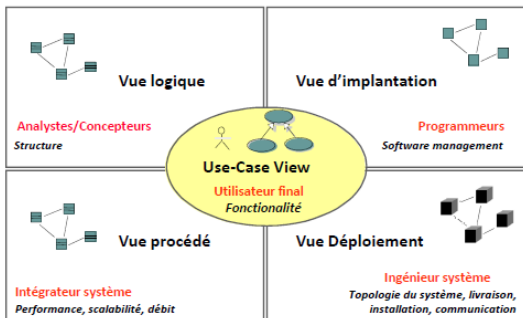 Vue logique
Analystes/Concepteurs
Structure
Vue d'implantation
Programmeurs
Software management
Use-Case View
Utilisateur final
Fonctionalité
Vue procédé
Intégrateur système
Performance, scalabilité, débit
Vue Déploiement
Ingénieur système
Topologie du système, livraison,
installation, communication